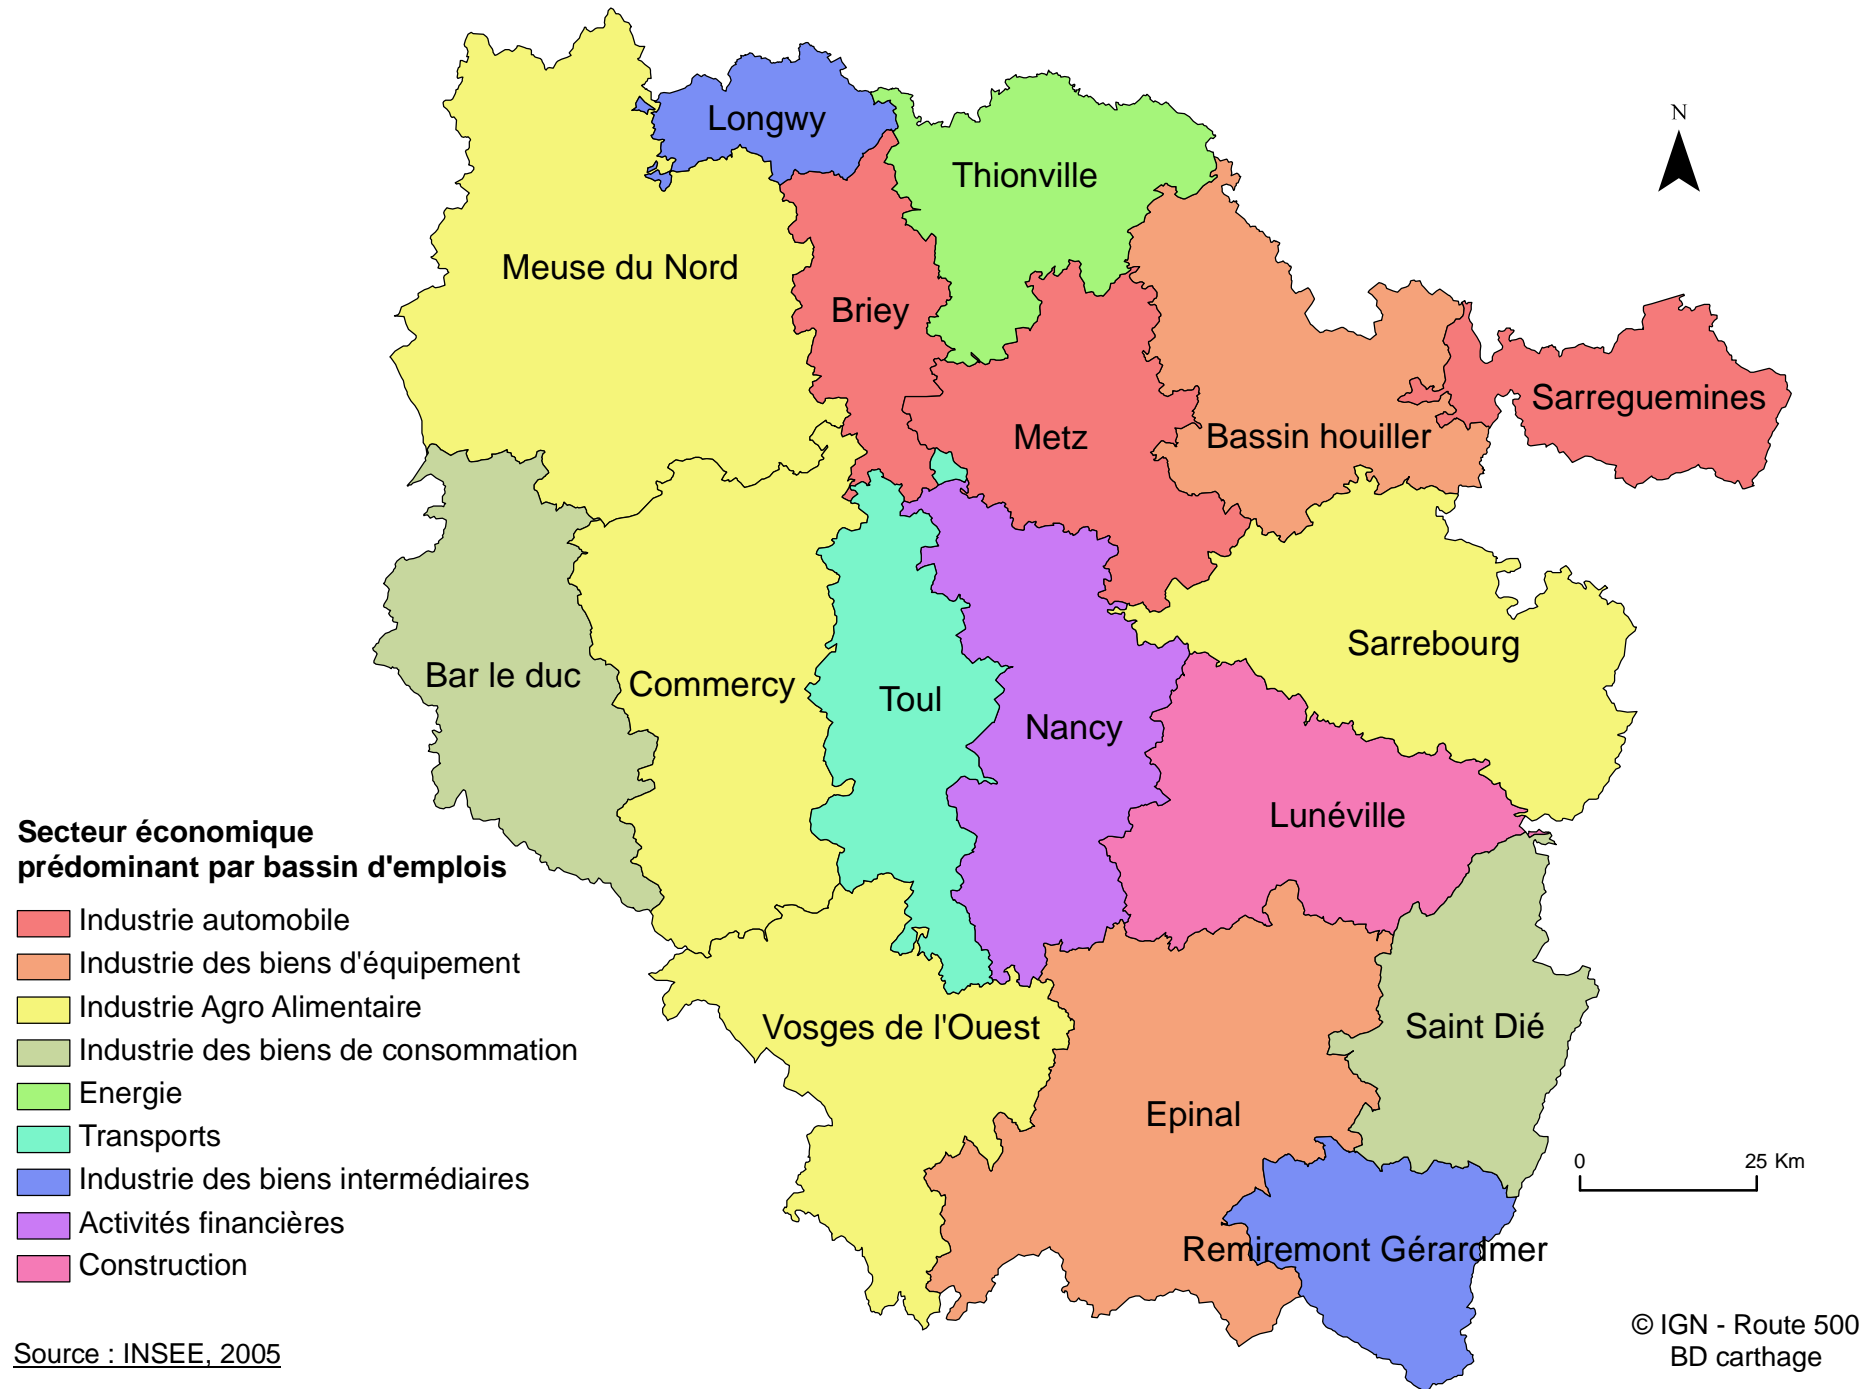 Longwy
N
Thionville
Meuse du Nord
Briey
Sarreguemines
Metz
Bassin houiller
Sarrebourg
Bar le duc
Commercy
Toul
Nancy
Lunéville
Secteur économique
prédominant par bassin d'emplois
Industrie automobile
Industrie des biens d'équipement
Industrie Agro Alimentaire
Industrie des biens de consommation
Energie
Transports
Industrie des biens intermédiaires
Activités financières
Construction
Vosges de l'Ouest
Saint Dié
Epinal
0 25 Km
Remiremont Gérardmer
Source : INSEE, 2005
© IGN - Route 500
BD carthage